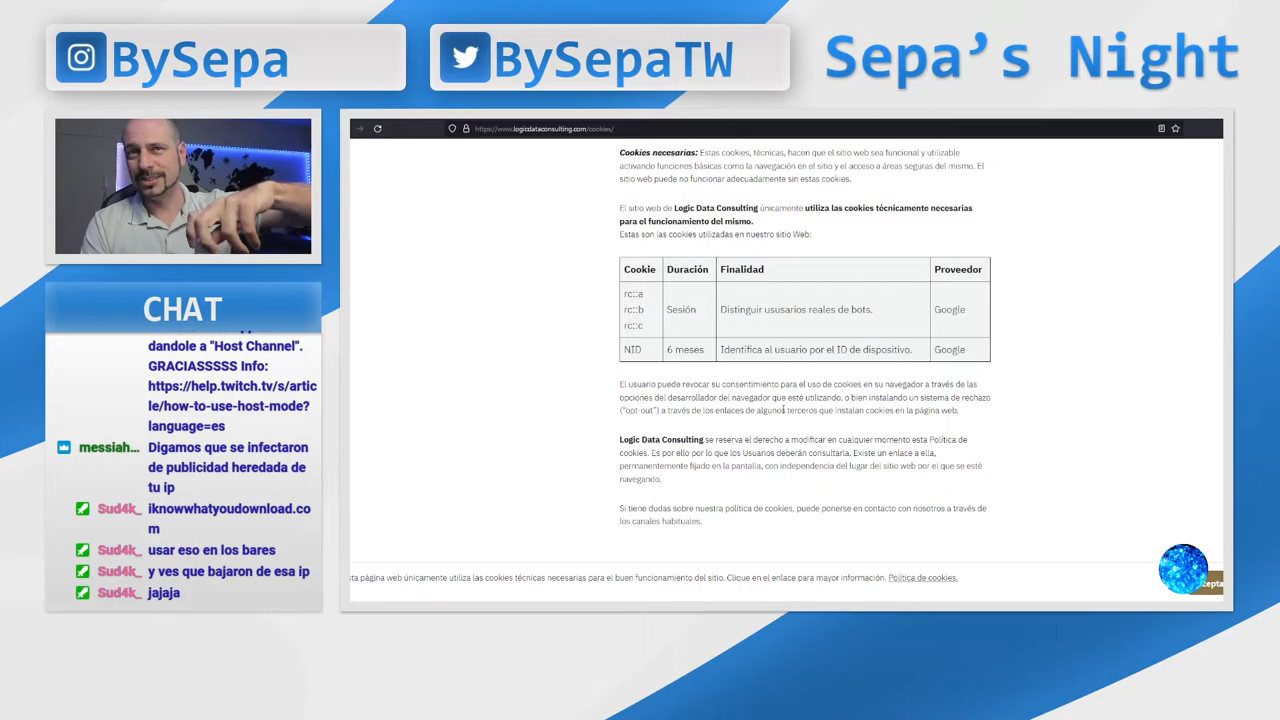 BySepa
BySepaTW
Sepa's Night
https://www.logicdataconsulting.com/cookies/
Cookies necesarias: Estas cookies, técnicas, hacen que el sitio web sea funcional y utilizable
activando funciones básicas como la navegación en el sitio y el acceso a áreas seguras del mismo. El
sitio web puede no funcionar adecuadamente sin estas cookies.
El sitio web de Logic Data Consulting únicamente utiliza las cookies técnicamente necesarias
para el funcionamiento del mismo.
Estas son las cookies utilizadas en nuestro sitio Web:
Cookie Duración Finalidad Proveedor
rc::a
rc::b Sesión Distinguir ususarios reales de bots. Google
rc::c
NID 6 meses Identifica al usuario por el ID de dispositivo. Google
El usuario puede revocar su consentimiento para el uso de cookies en su navegador a través de las
opciones del desarrollador del navegador que esté utilizando, o bien instalando un sistema de rechazo
("opt-out") a través de los enlaces de algunos terceros que instalan cookies en la página web.
Logic Data Consulting se reserva el derecho a modificar en cualquier momento esta Política de
cookies. Es por ello por lo que los Usuarios deberán consultarla. Existe un enlace a ella,
permanentemente fijado en la pantalla, con independencia del lugar del sitio web por el que se esté
navegando.
Si tiene dudas sobre nuestra política de cookies, puede ponerse en contacto con nosotros a través de
los canales habituales.
sta página web únicamente utiliza las cookies técnicas necesarias para el buen funcionamiento del sitio. Clique en el enlace para mayor información. Política de cookies.
cepta
CHAT
dandole a "Host Channel".
GRACIASSSSS Info:
https://help.twitch.tv/s/artic
le/how-to-use-host-mode?
language=es
messiah... Digamos que se infectaron
de publicidad heredada de
tu ip
Sud4k_ iknowwhatyoudownload.co
m
Sud4k_ usar eso en los bares
Sud4k_ y ves que bajaron de esa ip
Sud4k_ jajaja